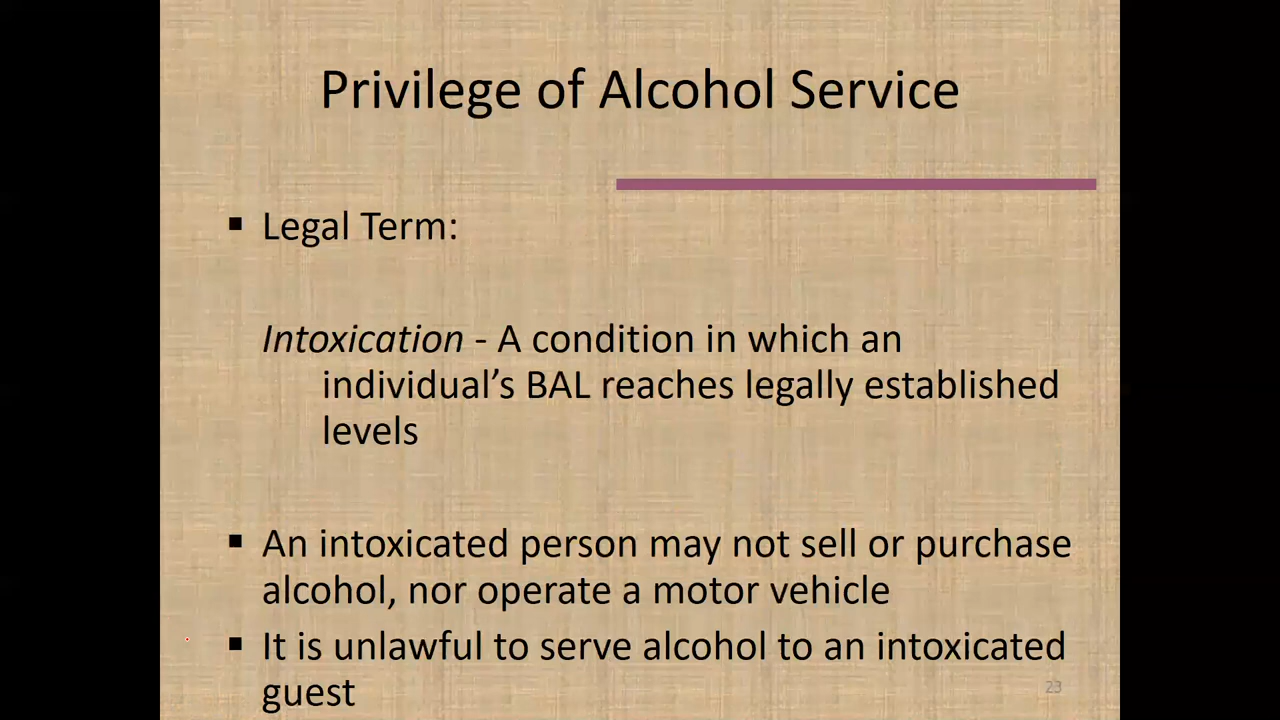 Privilege of Alcohol Service
▪ Legal Term:
Intoxication - A condition in which an
individual’s BAL reaches legally established
levels
▪ An intoxicated person may not sell or purchase
alcohol, nor operate a motor vehicle
▪ It is unlawful to serve alcohol to an intoxicated
guest
23